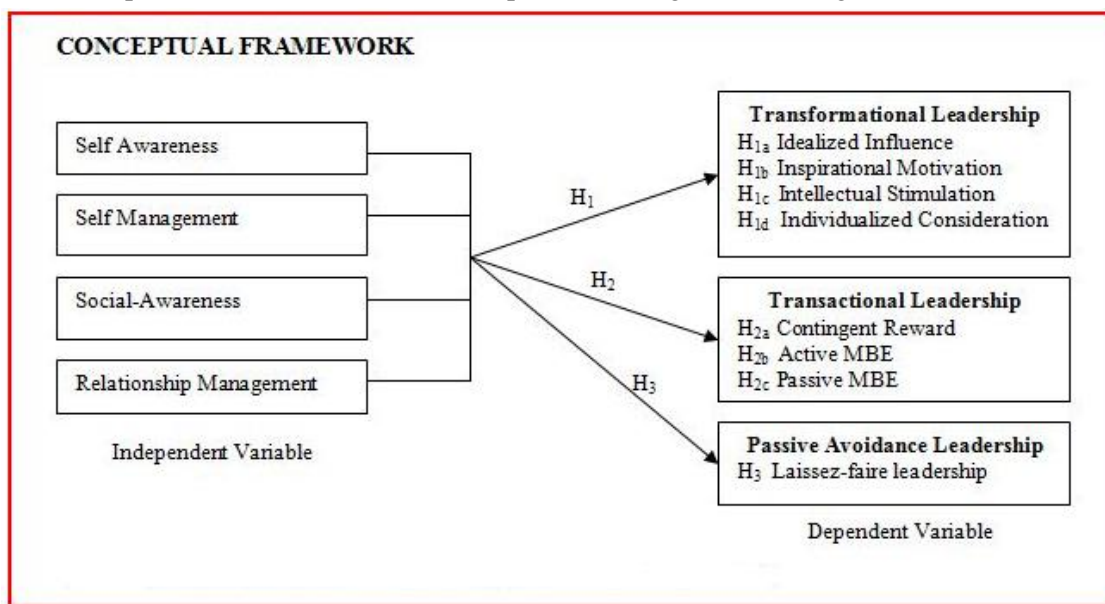 CONCEPTUAL FRAMEWORK
Self Awareness
Self Management
Social-Awareness
Relationship Management
Independent Variable
H1
H2
H3
Transformational Leadership
H1a Idealized Influence
H1b Inspirational Motivation
H1c Intellectual Stimulation
H1d Individualized Consideration
Transactional Leadership
H2a Contingent Reward
H2b Active MBE
H2c Passive MBE
Passive Avoidance Leadership
H3 Laissez-faire leadership
Dependent Variable